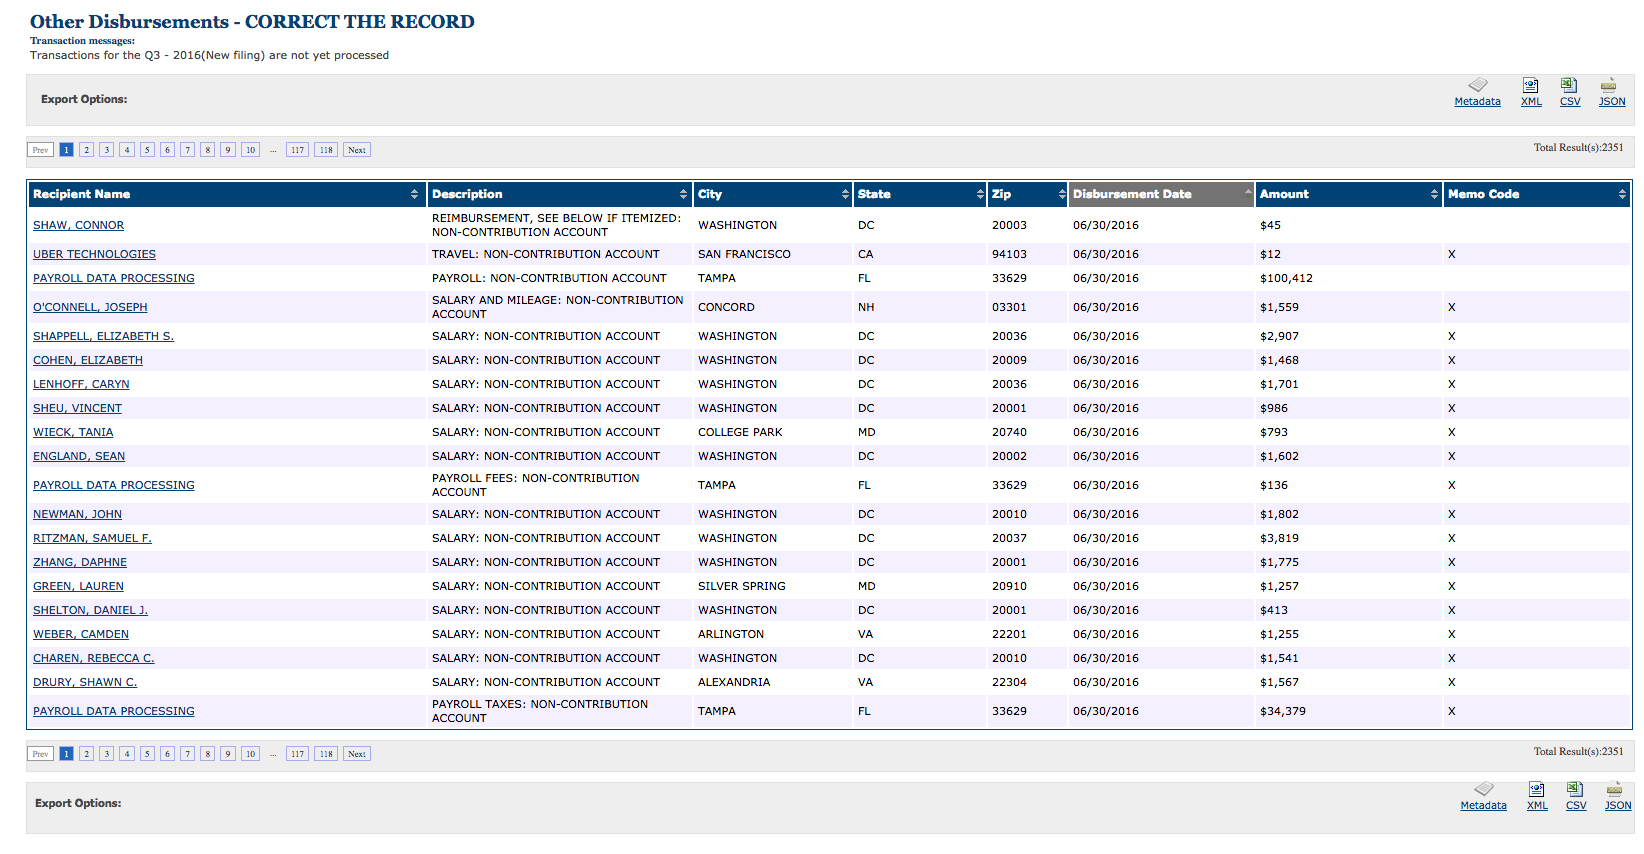 Other Disbursements - CORRECT THE RECORD
Transaction messages:
Transactions for the Q3 - 2016(New filing) are not yet processed
Export Options:
Metadata XML CSV JSON
Prev 1 2 3 4 5 6 7 8 9 10 ... 117 118 Next
Total Result(s):2351
Recipient Name Description City State Zip Disbursement Date Amount Memo Code
SHAW, CONNOR REIMBURSEMENT, SEE BELOW IF ITEMIZED: NON-CONTRIBUTION ACCOUNT WASHINGTON DC 20003 06/30/2016 $45
UBER TECHNOLOGIES TRAVEL: NON-CONTRIBUTION ACCOUNT SAN FRANCISCO CA 94103 06/30/2016 $12 X
PAYROLL DATA PROCESSING PAYROLL: NON-CONTRIBUTION ACCOUNT TAMPA FL 33629 06/30/2016 $100,412
O'CONNELL, JOSEPH SALARY AND MILEAGE: NON-CONTRIBUTION ACCOUNT CONCORD NH 03301 06/30/2016 $1,559 X
SHAPPELL, ELIZABETH S. SALARY: NON-CONTRIBUTION ACCOUNT WASHINGTON DC 20036 06/30/2016 $2,907 X
COHEN, ELIZABETH SALARY: NON-CONTRIBUTION ACCOUNT WASHINGTON DC 20009 06/30/2016 $1,468 X
LENHOFF, CARYN SALARY: NON-CONTRIBUTION ACCOUNT WASHINGTON DC 20036 06/30/2016 $1,701 X
SHEU, VINCENT SALARY: NON-CONTRIBUTION ACCOUNT WASHINGTON DC 20001 06/30/2016 $986 X
WIECK, TANIA SALARY: NON-CONTRIBUTION ACCOUNT COLLEGE PARK MD 20740 06/30/2016 $793 X
ENGLAND, SEAN SALARY: NON-CONTRIBUTION ACCOUNT WASHINGTON DC 20002 06/30/2016 $1,602 X
PAYROLL DATA PROCESSING PAYROLL FEES: NON-CONTRIBUTION ACCOUNT TAMPA FL 33629 06/30/2016 $136 X
NEWMAN, JOHN SALARY: NON-CONTRIBUTION ACCOUNT WASHINGTON DC 20010 06/30/2016 $1,802 X
RITZMAN, SAMUEL F. SALARY: NON-CONTRIBUTION ACCOUNT WASHINGTON DC 20037 06/30/2016 $3,819 X
ZHANG, DAPHNE SALARY: NON-CONTRIBUTION ACCOUNT WASHINGTON DC 20001 06/30/2016 $1,775 X
GREEN, LAUREN SALARY: NON-CONTRIBUTION ACCOUNT SILVER SPRING MD 20910 06/30/2016 $1,257 X
SHELTON, DANIEL J. SALARY: NON-CONTRIBUTION ACCOUNT WASHINGTON DC 20001 06/30/2016 $413 X
WEBER, CAMDEN SALARY: NON-CONTRIBUTION ACCOUNT ARLINGTON VA 22201 06/30/2016 $1,255 X
CHAREN, REBECCA C. SALARY: NON-CONTRIBUTION ACCOUNT WASHINGTON DC 20010 06/30/2016 $1,541 X
DRURY, SHAWN C. SALARY: NON-CONTRIBUTION ACCOUNT ALEXANDRIA VA 22304 06/30/2016 $1,567 X
PAYROLL DATA PROCESSING PAYROLL TAXES: NON-CONTRIBUTION ACCOUNT TAMPA FL 33629 06/30/2016 $34,379 X
Prev 1 2 3 4 5 6 7 8 9 10 ... 117 118 Next
Total Result(s):2351
Export Options:
Metadata XML CSV JSON